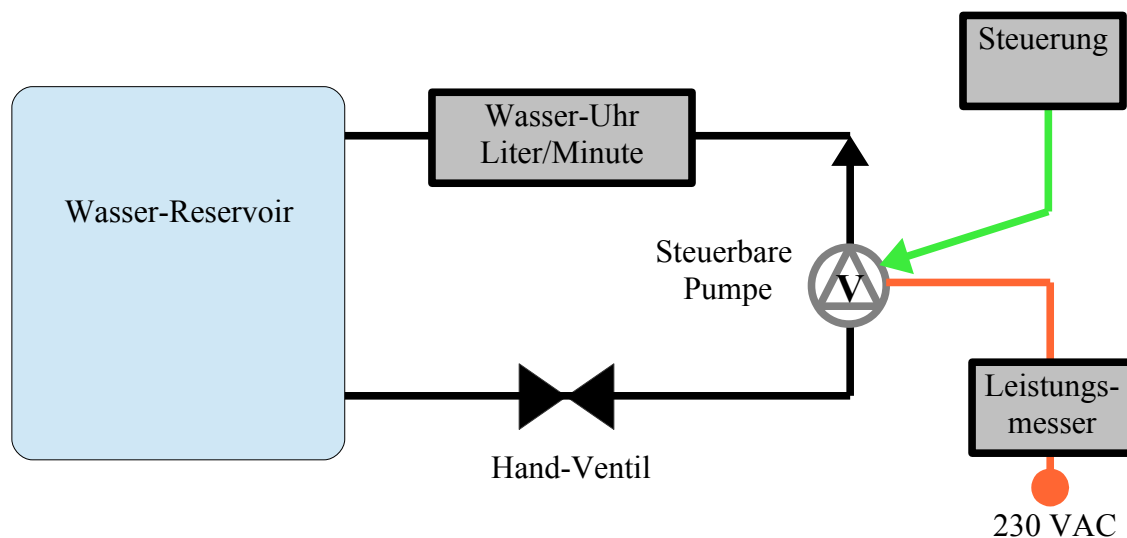 Steuerung
Wasser-Uhr
Liter/Minute
Wasser-Reservoir
Steuerbare
Pumpe
V
Leistungs-
messer
Hand-Ventil
230 VAC